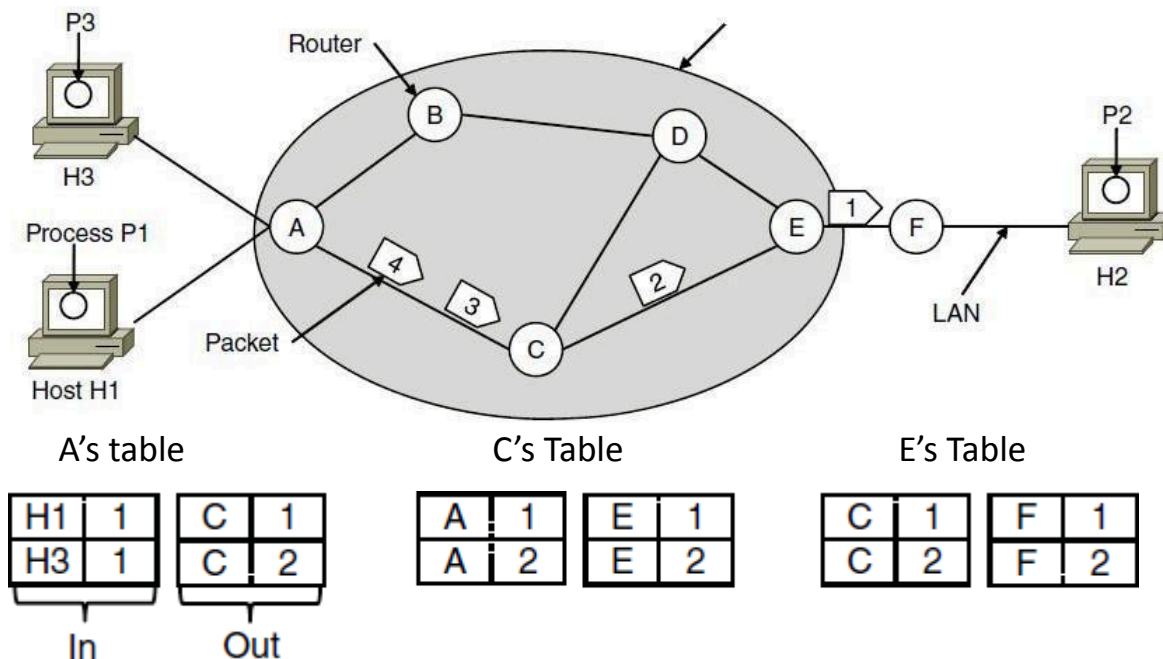 P3
Router
B
D
P2
H3
A
E
1
F
Process P1
4
3
2
H2
LAN
Packet
C
Host H1
A’s table
C’s Table
E’s Table
H1 1 C 1
H3 1 C 2
A 1 E 1
A 2 E 2
C 1 F 1
C 2 F 2
In
Out